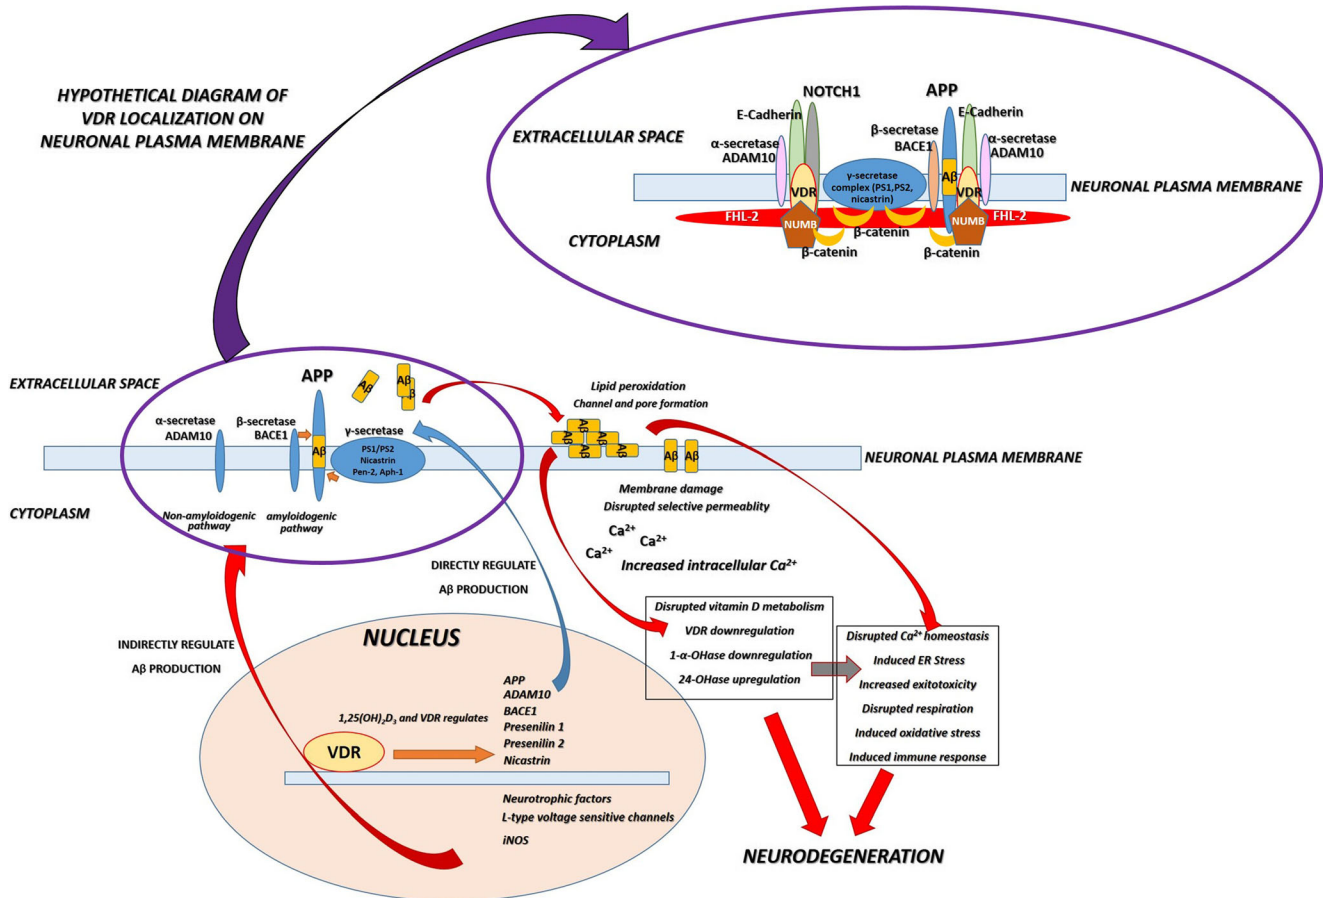 HYPOTHETICAL DIAGRAM OF
VDR LOCALIZATION ON
NEURONAL PLASMA MEMBRANE
NOTCH1
APP
E-Cadherin
E-Cadherin
EXTRACELLULAR SPACE
β-secretase
BACE1
α-secretase
ADAM10
α-secretase
ADAM10
VDR
γ-secretase
complex (PS1,PS2,
nicastrin)
Aβ
VDR
NEURONAL PLASMA MEMBRANE
FHL-2
NUMB
NUMB
FHL-2
CYTOPLASM
β-catenin
β-catenin
β-catenin
EXTRACELLULAR SPACE
APP
Aβ
Aβ
β
α-secretase
ADAM10
β-secretase
BACE1
γ-secretase
Aβ
PS1/PS2
Nicastrin
Pen-2, Aph-1
CYTOPLASM
Non-amyloidogenic
pathway
amyloidogenic
pathway
Lipid peroxidation
Channel and pore formation
Aβ
Aβ
Aβ
Aβ
Aβ
Aβ
Aβ
Aβ
NEURONAL PLASMA MEMBRANE
Membrane damage
Disrupted selective permeablity
Ca²⁺
Ca²⁺
Ca²⁺
Increased intracellular Ca²⁺
DIRECTLY REGULATE
Aβ PRODUCTION
INDIRECTLY REGULATE
Aβ PRODUCTION
Disrupted vitamin D metabolism
VDR downregulation
1-α-OHase downregulation
24-OHase upregulation
Disrupted Ca²⁺ homeostasis
Induced ER Stress
Increased exitotoxicity
Disrupted respiration
Induced oxidative stress
Induced immune response
NUCLEUS
1,25(OH)₂D₃ and VDR regulates
VDR
APP
ADAM10
BACE1
Presenilin 1
Presenilin 2
Nicastrin
Neurotrophic factors
L-type voltage sensitive channels
iNOS
NEURODEGENERATION